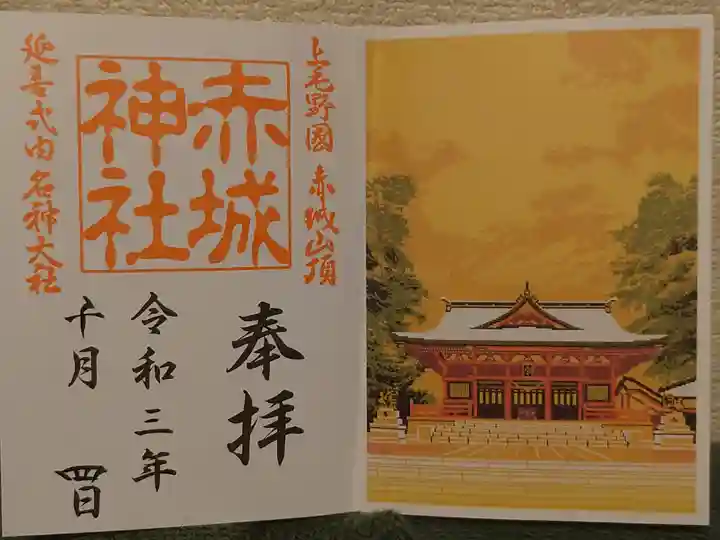 上毛野國 赤城山頂
赤城
神社
延喜式内名神大社
奉拝
令和三年
十月 四日